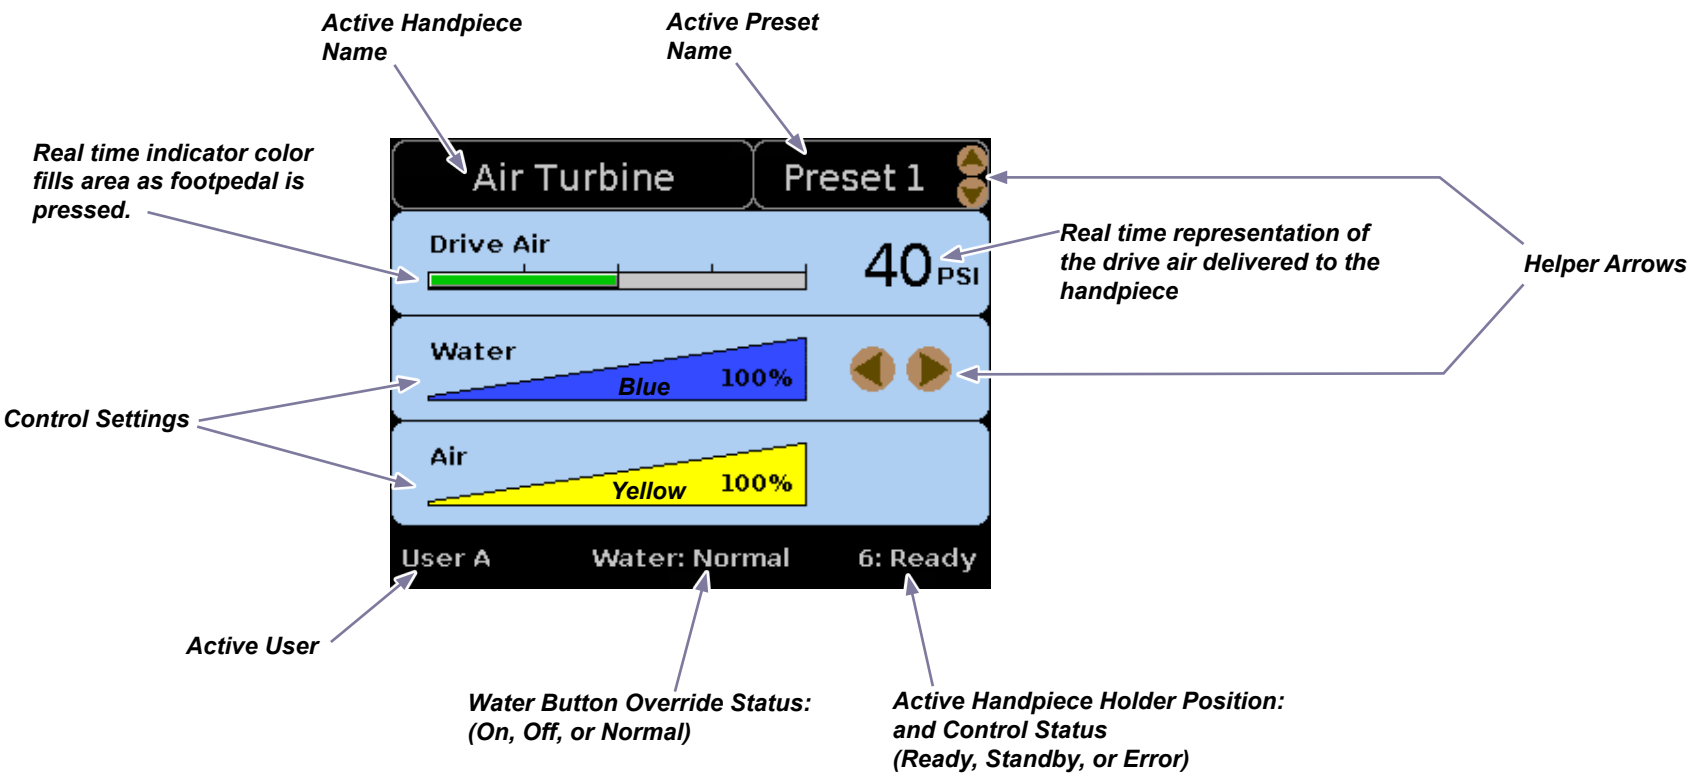 Active Handpiece
Name
Active Preset
Name
Real time indicator color
fills area as footpedal is
pressed.
Air Turbine
Preset 1
Drive Air
40 PSI
Real time representation of
the drive air delivered to the
handpiece
Helper Arrows
Water
Blue 100%
Control Settings
Air
Yellow 100%
User A
Water: Normal
6: Ready
Active User
Water Button Override Status:
(On, Off, or Normal)
Active Handpiece Holder Position:
and Control Status
(Ready, Standby, or Error)